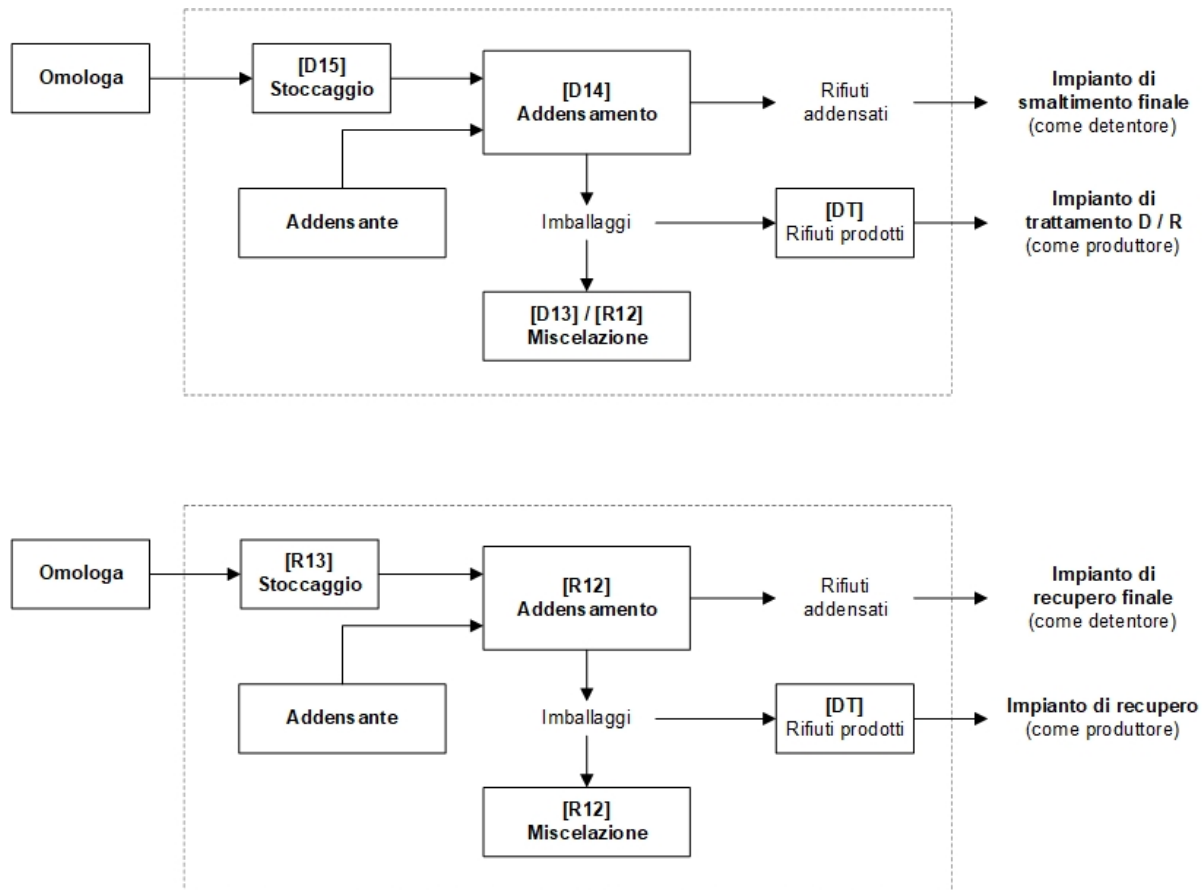 Omologa
[D15]
Stoccaggio
[D14]
Addensamento
Rifiuti
addensati
Impianto di
smaltimento finale
(come detentore)
Addensante
Imballaggi
[DT]
Rifiuti prodotti
Impianto di
trattamento D / R
(come produttore)
[D13] / [R12]
Miscelazione
Omologa
[R13]
Stoccaggio
[R12]
Addensamento
Rifiuti
addensati
Impianto di
recupero finale
(come detentore)
Addensante
Imballaggi
[DT]
Rifiuti prodotti
Impianto di recupero
(come produttore)
[R12]
Miscelazione